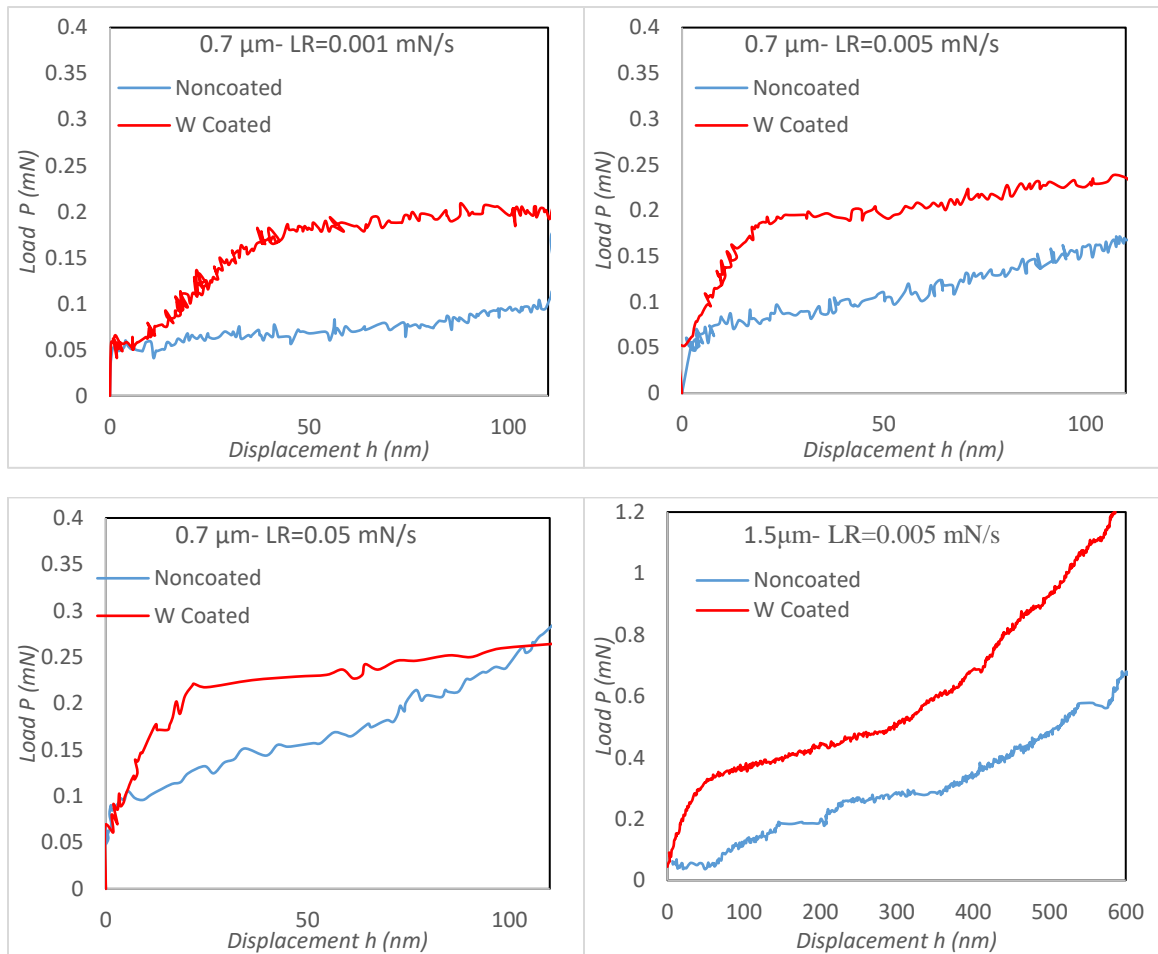 0.7 µm- LR=0.001 mN/s
Noncoated
W Coated
Load P (mN)
0.4
0.35
0.3
0.25
0.2
0.15
0.1
0.05
0
0 50 100
Displacement h (nm)
0.7 µm- LR=0.005 mN/s
Noncoated
W Coated
Load P (mN)
0.4
0.35
0.3
0.25
0.2
0.15
0.1
0.05
0
0 50 100
Displacement h (nm)
0.7 µm- LR=0.05 mN/s
Noncoated
W Coated
Load P (mN)
0.4
0.35
0.3
0.25
0.2
0.15
0.1
0.05
0
0 50 100
Displacement h (nm)
1.5µm- LR=0.005 mN/s
Noncoated
W Coated
Load P (mN)
1.2
1
0.8
0.6
0.4
0.2
0
0 100 200 300 400 500 600
Displacement h (nm)